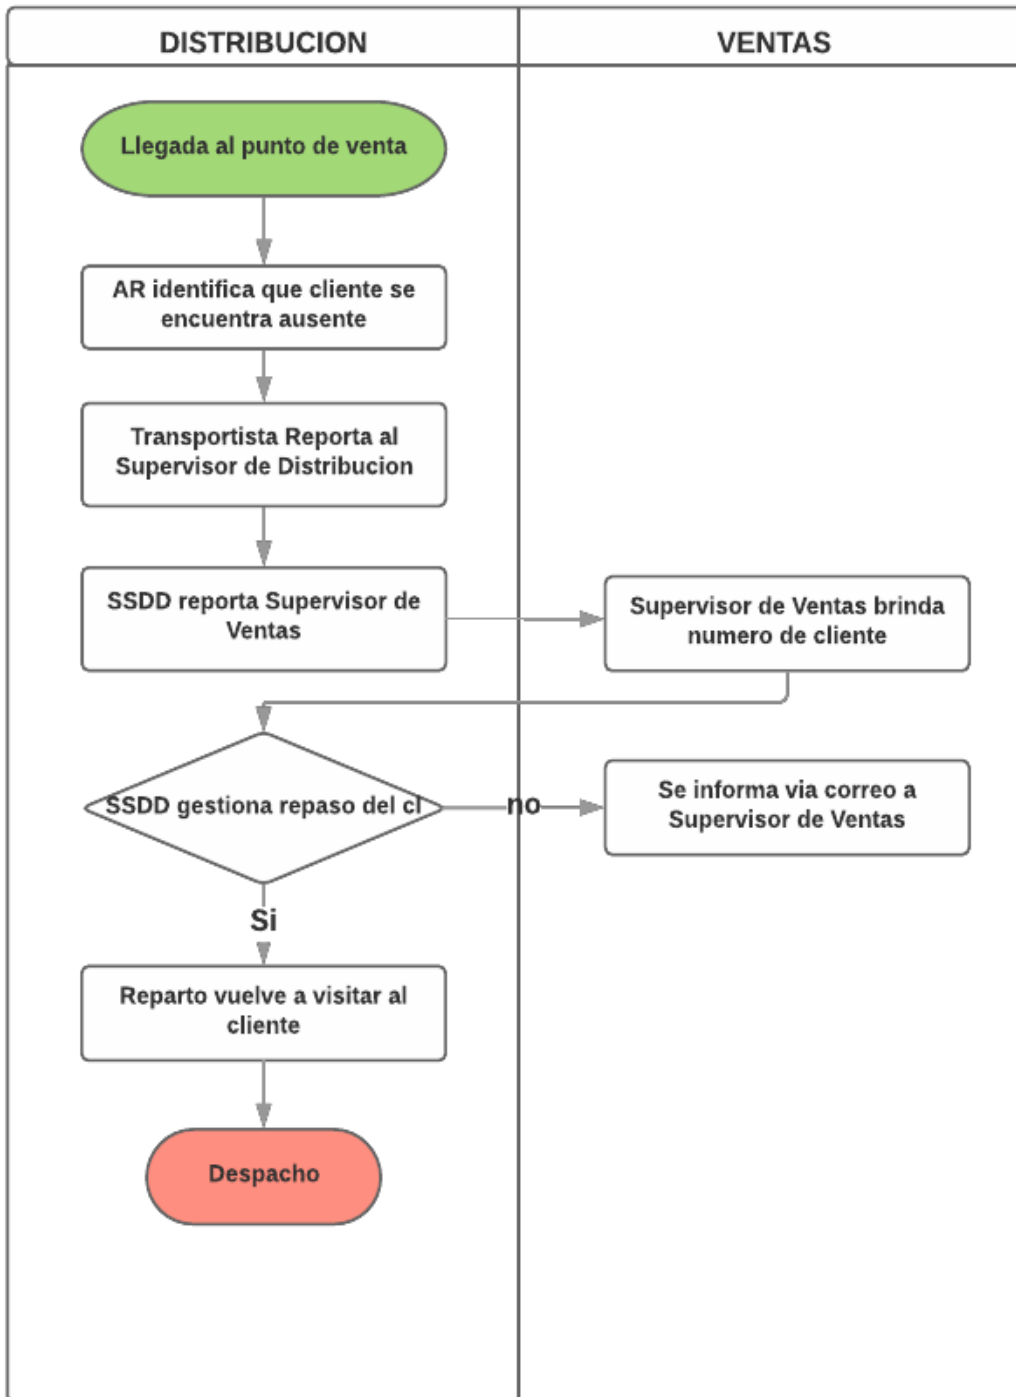 DISTRIBUCION
VENTAS
Llegada al punto de venta
AR identifica que cliente se
encuentra ausente
Transportista Reporta al
Supervisor de Distribucion
SSDD reporta Supervisor de
Ventas
Supervisor de Ventas brinda
numero de cliente
SSDD gestiona repaso del cl
no
Se informa via correo a
Supervisor de Ventas
Si
Reparto vuelve a visitar al
cliente
Despacho